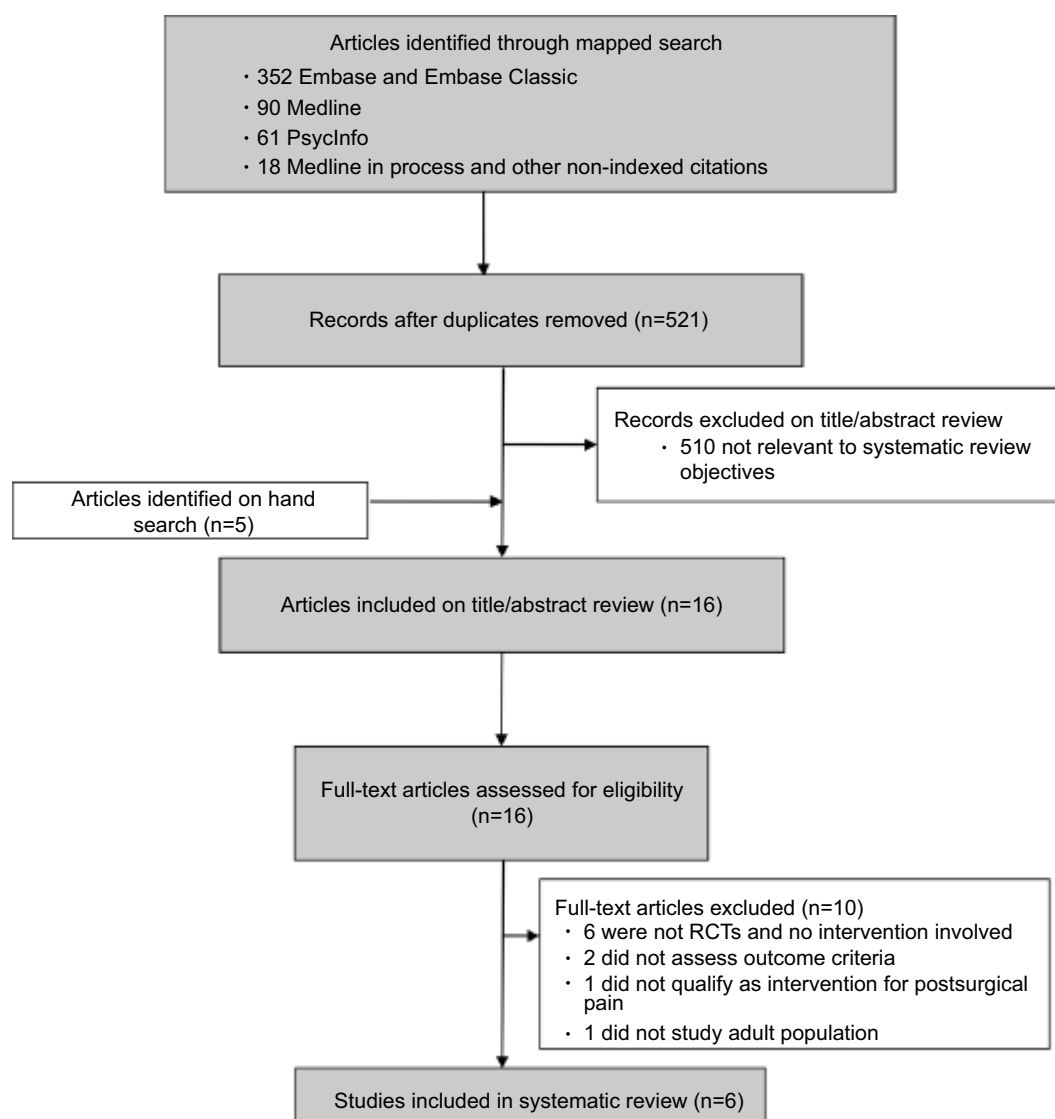 Articles identified through mapped search
· 352 Embase and Embase Classic
· 90 Medline
· 61 PsycInfo
· 18 Medline in process and other non-indexed citations
Records after duplicates removed (n=521)
Records excluded on title/abstract review
· 510 not relevant to systematic review
objectives
Articles identified on hand
search (n=5)
Articles included on title/abstract review (n=16)
Full-text articles assessed for eligibility
(n=16)
Full-text articles excluded (n=10)
· 6 were not RCTs and no intervention involved
· 2 did not assess outcome criteria
· 1 did not qualify as intervention for postsurgical
pain
· 1 did not study adult population
Studies included in systematic review (n=6)